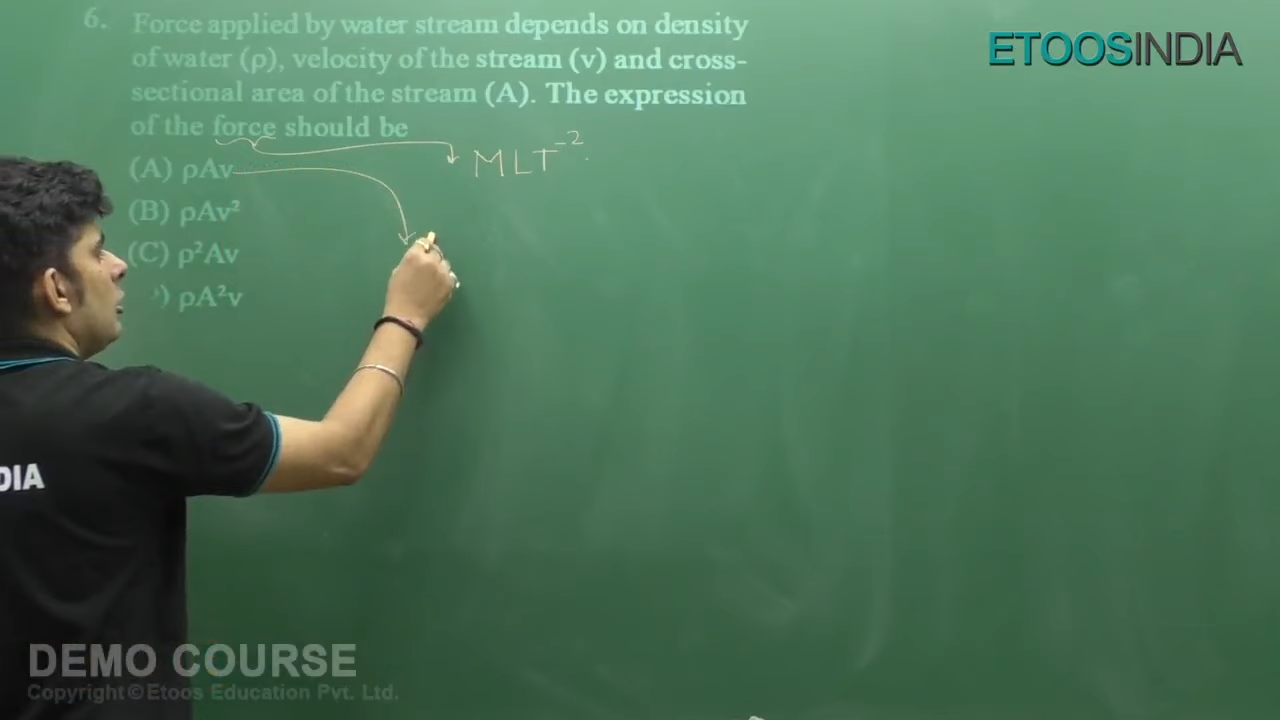 6. Force applied by water stream depends on density
of water (ρ), velocity of the stream (v) and cross-
sectional area of the stream (A). The expression
of the force should be
MLT⁻²
(A) ρAv
(B) ρAv²
(C) ρ²Av
) ρA²v
ETOOSINDIA
DIA
DEMO COURSE
Copyright©Etoos Education Pvt. Ltd.